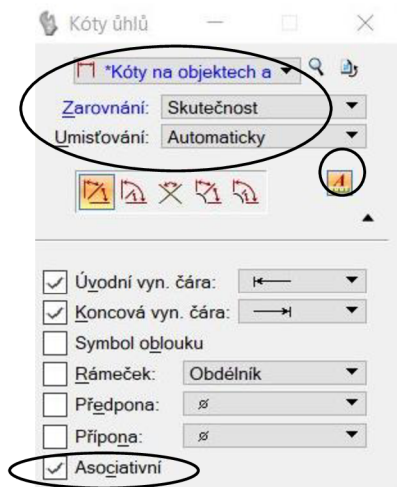 Kóty ůhlů
*Kóty na objektech a
Zarovnání: Skutečnost
Umisťování: Automaticky
A
Úvodní vyn. čára:
Koncová vyn. čára:
Symbol oblouku
Rámeček: Obdélník
Předpona: ø
Přípona: ø
Asociativní